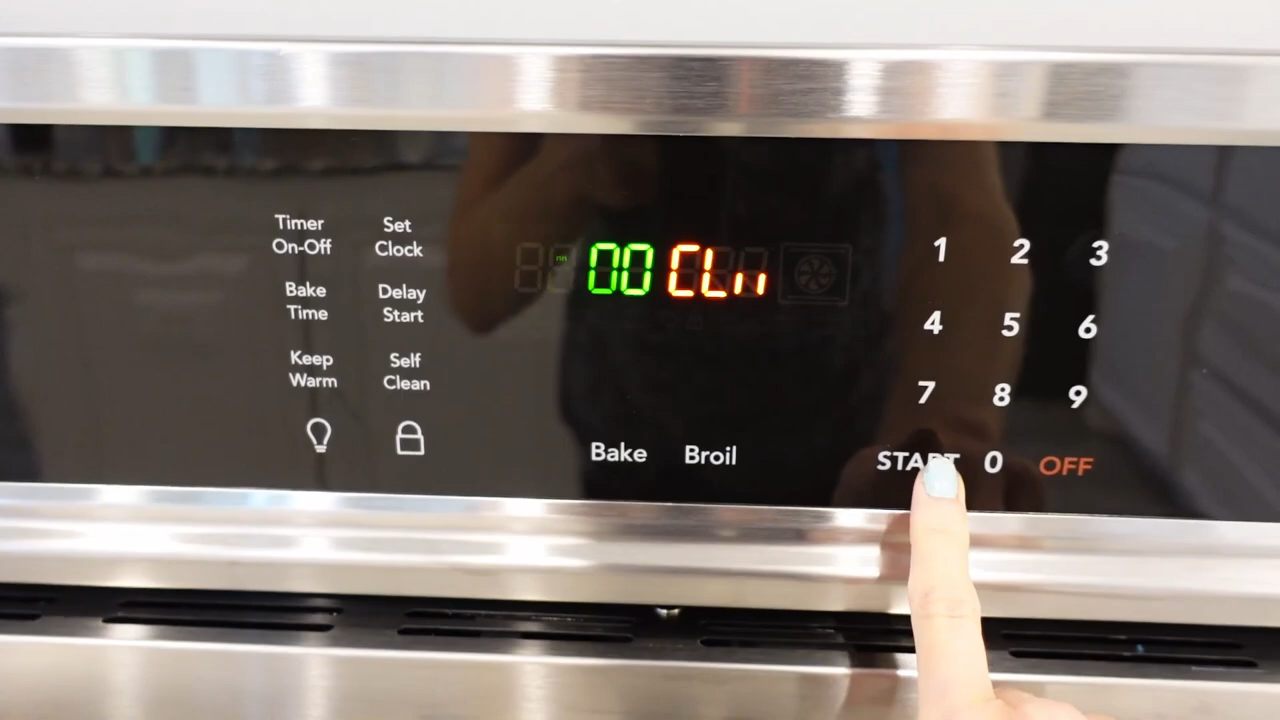 Timer
On-Off
Set
Clock
Bake
Time
Delay
Start
Keep
Warm
Self
Clean
00 CLn
Bake Broil
1 2 3
4 5 6
7 8 9
START 0 OFF